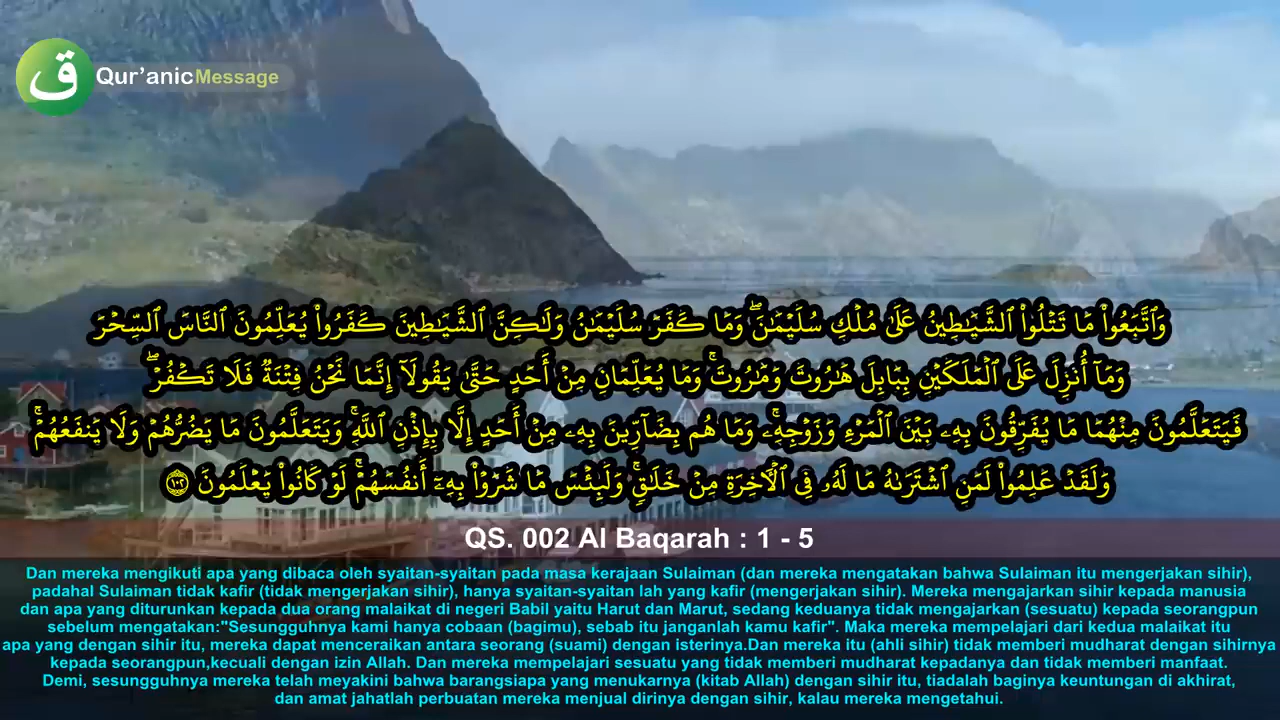 Qur’anic Message
وَٱتَّبَعُوا۟ مَا تَتْلُوا۟ ٱلشَّيَـٰطِينُ عَلَىٰ مُلْكِ سُلَيْمَـٰنَ ۖ وَمَا كَفَرَ سُلَيْمَـٰنُ وَلَـٰكِنَّ ٱلشَّيَـٰطِينَ كَفَرُوا۟ يُعَلِّمُونَ ٱلنَّاسَ ٱلسِّحْرَ
وَمَآ أُنزِلَ عَلَى ٱلْمَلَكَيْنِ بِبَابِلَ هَـٰرُوتَ وَمَـٰرُوتَ ۚ وَمَا يُعَلِّمَانِ مِنْ أَحَدٍ حَتَّىٰ يَقُولَآ إِنَّمَا نَحْنُ فِتْنَةٌ فَلَا تَكْفُرْ ۖ
فَيَتَعَلَّمُونَ مِنْهُمَا مَا يُفَرِّقُونَ بِهِۦ بَيْنَ ٱلْمَرْءِ وَزَوْجِهِۦ ۚ وَمَا هُم بِضَآرِّينَ بِهِۦ مِنْ أَحَدٍ إِلَّا بِإِذْنِ ٱللَّهِ ۚ وَيَتَعَلَّمُونَ مَا يَضُرُّهُمْ وَلَا يَنفَعُهُمْ ۚ
وَلَقَدْ عَلِمُوا۟ لَمَنِ ٱشْتَرَىٰهُ مَا لَهُۥ فِى ٱلْـَٔاخِرَةِ مِنْ خَلَـٰقٍ ۚ وَلَبِئْسَ مَا شَرَوْا۟ بِهِۦٓ أَنفُسَهُمْ ۚ لَوْ كَانُوا۟ يَعْلَمُونَ ١٠٢
QS. 002 Al Baqarah : 1 - 5
Dan mereka mengikuti apa yang dibaca oleh syaitan-syaitan pada masa kerajaan Sulaiman (dan mereka mengatakan bahwa Sulaiman itu mengerjakan sihir),
padahal Sulaiman tidak kafir (tidak mengerjakan sihir), hanya syaitan-syaitan lah yang kafir (mengerjakan sihir). Mereka mengajarkan sihir kepada manusia
dan apa yang diturunkan kepada dua orang malaikat di negeri Babil yaitu Harut dan Marut, sedang keduanya tidak mengajarkan (sesuatu) kepada seorangpun
sebelum mengatakan:"Sesungguhnya kami hanya cobaan (bagimu), sebab itu janganlah kamu kafir". Maka mereka mempelajari dari kedua malaikat itu
apa yang dengan sihir itu, mereka dapat menceraikan antara seorang (suami) dengan isterinya.Dan mereka itu (ahli sihir) tidak memberi mudharat dengan sihirnya
kepada seorangpun,kecuali dengan izin Allah. Dan mereka mempelajari sesuatu yang tidak memberi mudharat kepadanya dan tidak memberi manfaat.
Demi, sesungguhnya mereka telah meyakini bahwa barangsiapa yang menukarnya (kitab Allah) dengan sihir itu, tiadalah baginya keuntungan di akhirat,
dan amat jahatlah perbuatan mereka menjual dirinya dengan sihir, kalau mereka mengetahui.